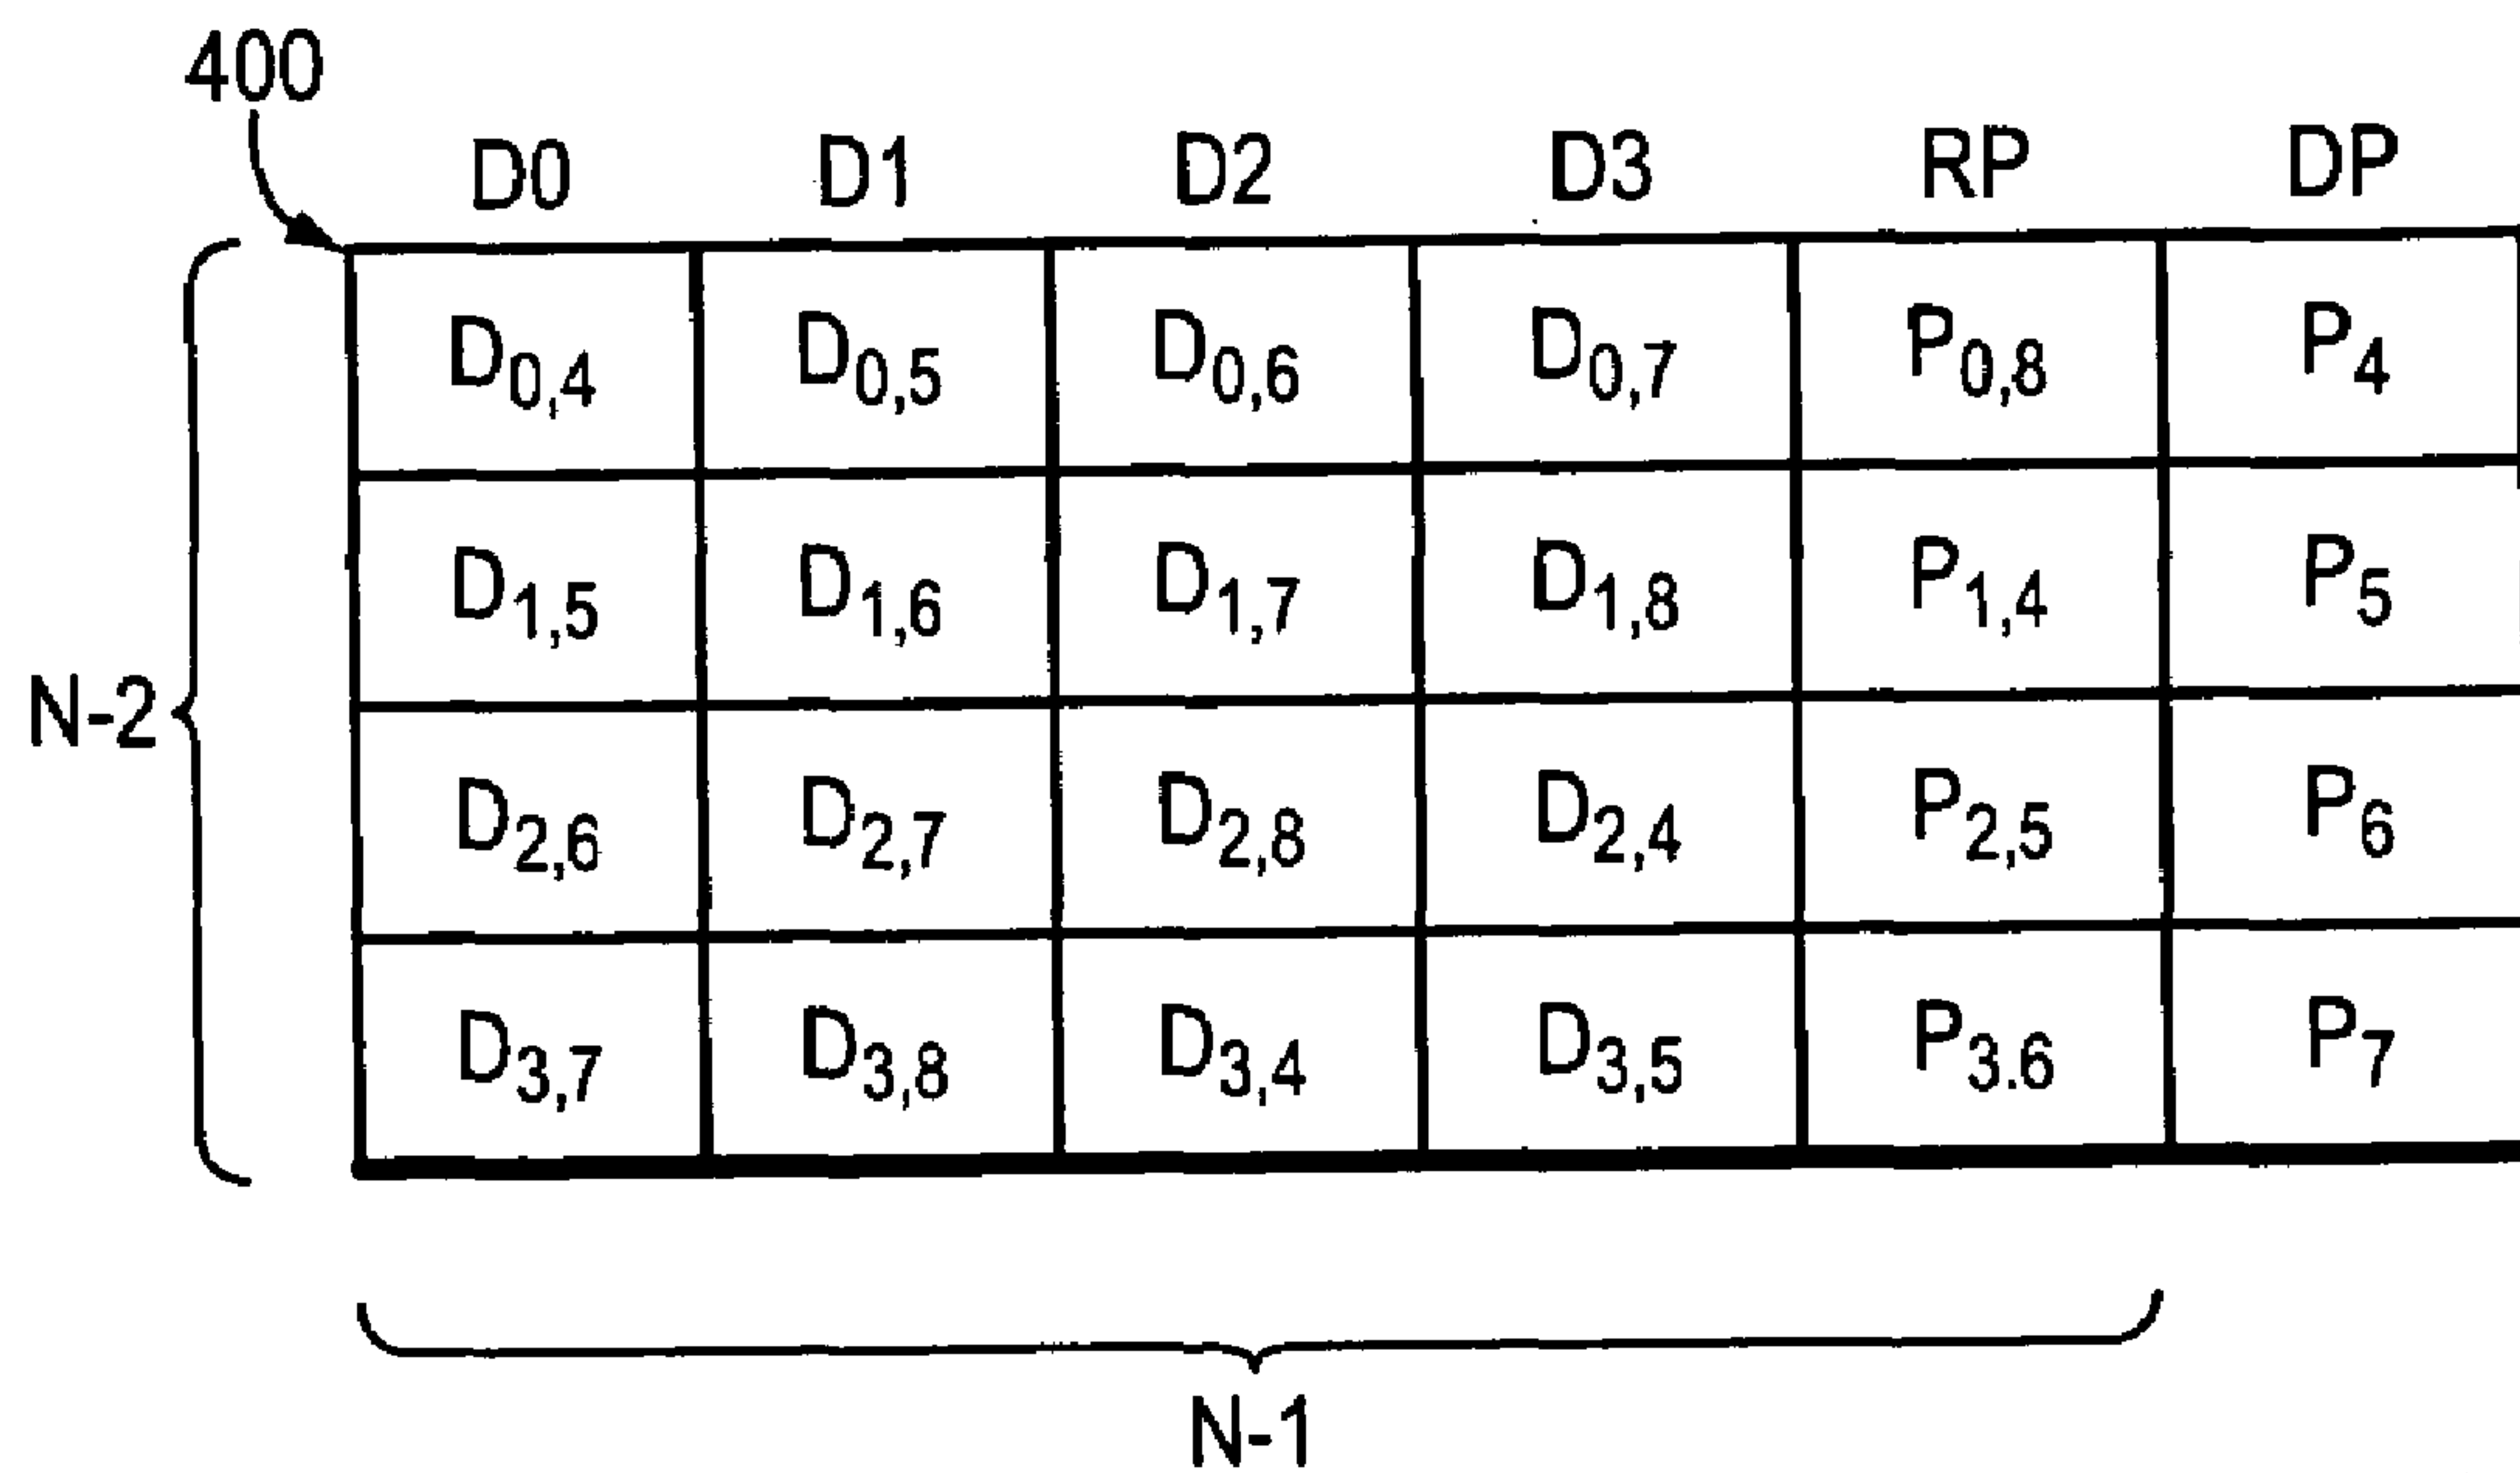 400
D0 D1 D2 D3 RP DP
D0,4 D0,5 D0,6 D0,7 P0,8 P4
D1,5 D1,6 D1,7 D1,8 P1,4 P5
N-2
D2,6 D2,7 D2,8 D2,4 P2,5 P6
D3,7 D3,8 D3,4 D3,5 P3.6 P7
N-1